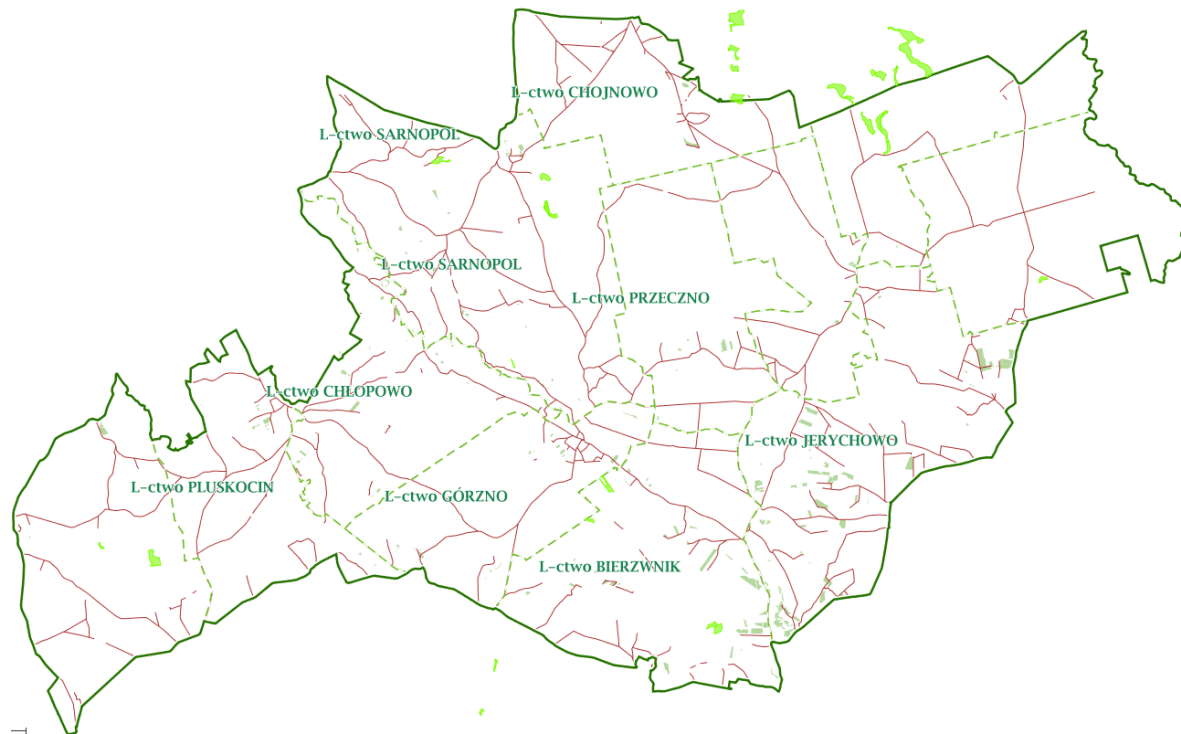 L-ctwo CHOJNOWO
L-ctwo SARNOPOL
L-ctwo SARNOPOL
L-ctwo PRZECZNO
L-ctwo CHŁOPOWO
L-ctwo JERYCHOWO
L-ctwo PLUSKOCIN
L-ctwo GÓRZNO
L-ctwo BIERZWNIK